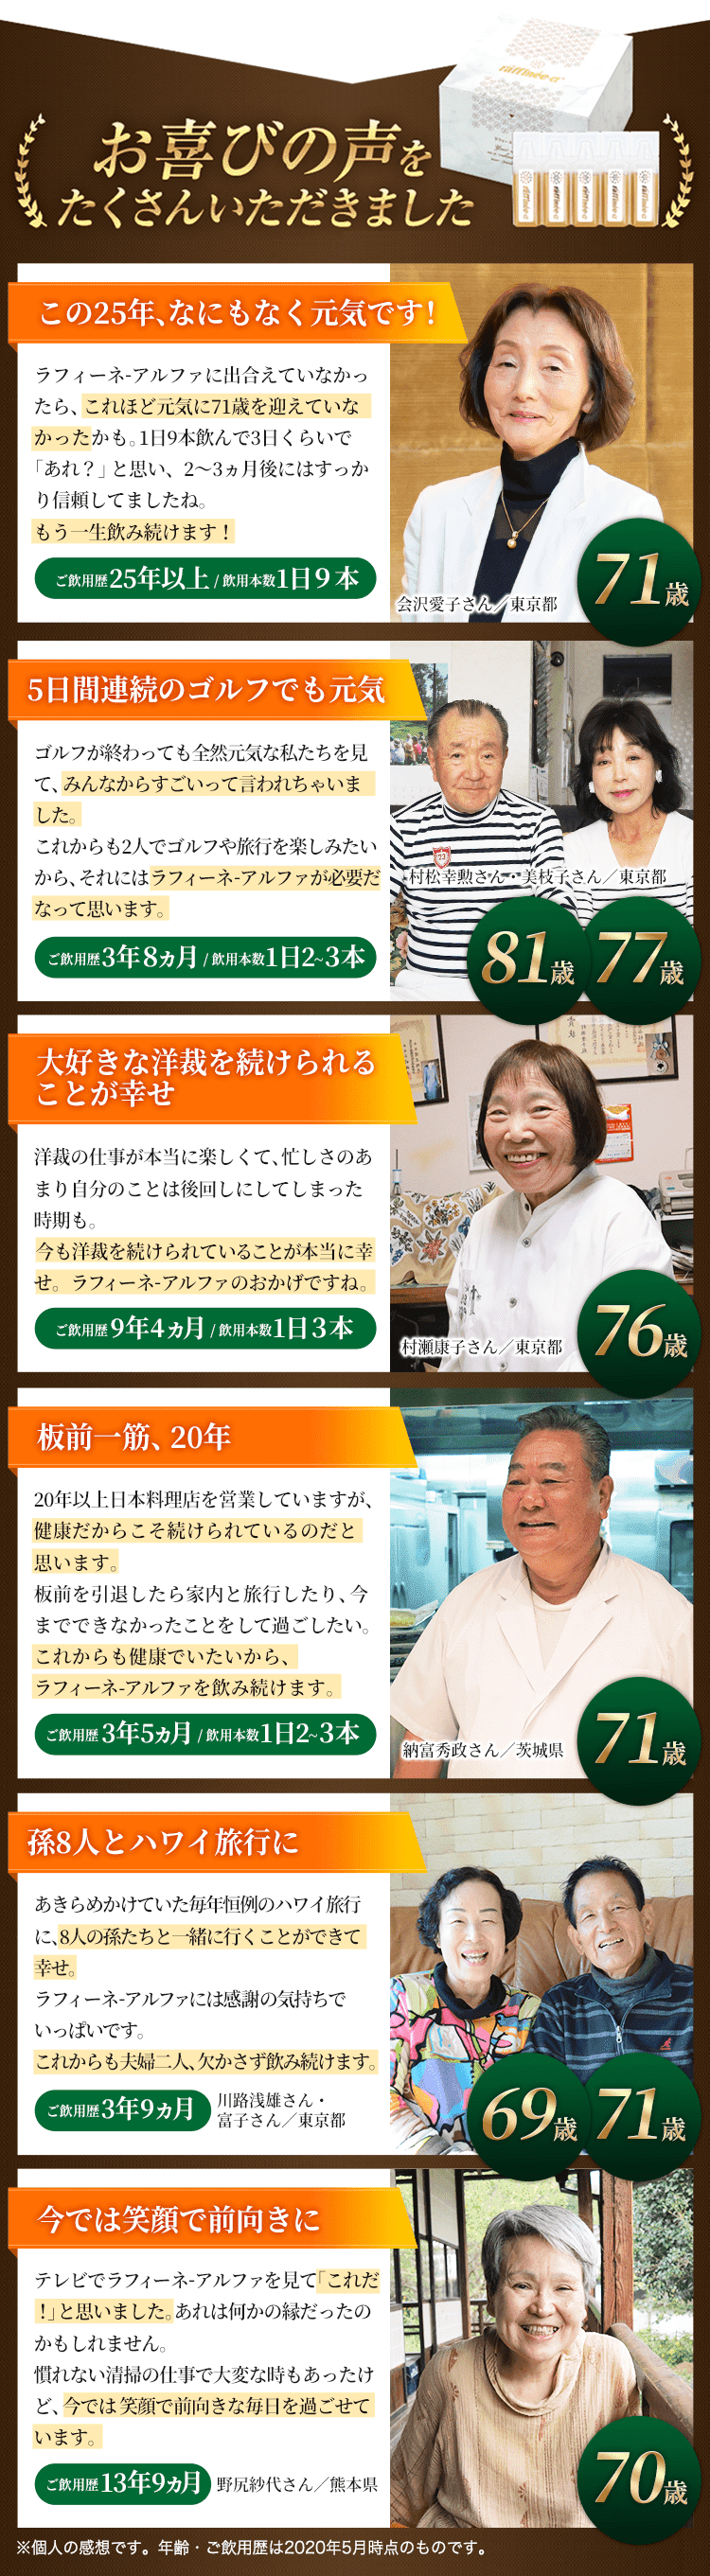 raffinee-α
お喜びの声を
たくさんいただきました
この25年、なにもなく元気です!
ラフィーネ-アルファに出合えていなかっ
たら、これほど元気に71歳を迎えていな
かったかも。1日9本飲んで3日くらいで
「あれ？」と思い、2〜3ヵ月後にはすっか
り信頼してましたね。
もう一生飲み続けます！
ご飲用歴25年以上/飲用本数1日9本
会沢愛子さん／東京都
71歳
5日間連続のゴルフでも元気
ゴルフが終わっても全然元気な私たちを見
て、みんなからすごいって言われちゃいま
した。
これからも2人でゴルフや旅行を楽しみたい
から、それにはラフィーネ-アルファが必要だ
なって思います。
ご飲用歴3年8ヵ月/飲用本数1日2~3本
村松幸勲さん・美枝子さん／東京都
81歳 77歳
大好きな洋裁を続けられる
ことが幸せ
洋裁の仕事が本当に楽しくて、忙しさのあ
まり自分のことは後回しにしてしまった
時期も。
今も洋裁を続けられていることが本当に幸
せ。ラフィーネ-アルファのおかげですね。
ご飲用歴9年4ヵ月/飲用本数1日3本
村瀬康子さん／東京都
76歳
板前一筋、20年
20年以上日本料理店を営業していますが、
健康だからこそ続けられているのだと
思います。
板前を引退したら家内と旅行したり、今
までできなかったことをして過ごしたい。
これからも健康でいたいから、
ラフィーネ-アルファを飲み続けます。
ご飲用歴3年5ヵ月/飲用本数1日2~3本
納富秀政さん／茨城県
71歳
孫8人とハワイ旅行に
あきらめかけていた毎年恒例のハワイ旅行
に、8人の孫たちと一緒に行くことができて
幸せ。
ラフィーネ-アルファには感謝の気持ちで
いっぱいです。
これからも夫婦二人、欠かさず飲み続けます。
ご飲用歴3年9ヵ月
川路浅雄さん・
富子さん／東京都
69歳 71歳
今では笑顔で前向きに
テレビでラフィーネ-アルファを見て「これだ
！」と思いました。あれは何かの縁だったの
かもしれません。
慣れない清掃の仕事で大変な時もあったけ
ど、今では笑顔で前向きな毎日を過ごせて
います。
ご飲用歴13年9ヵ月
野尻紗代さん／熊本県
70歳
※個人の感想です。年齢・ご飲用歴は2020年5月時点のものです。